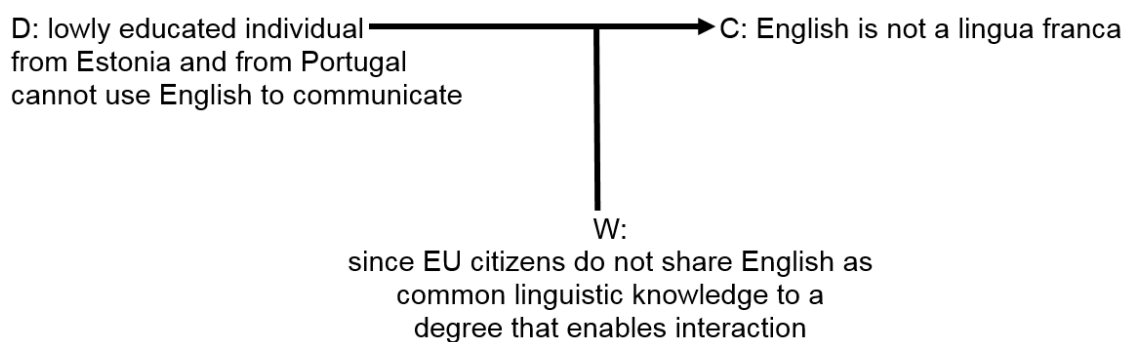 D: lowly educated individual
from Estonia and from Portugal
cannot use English to communicate
C: English is not a lingua franca
W:
since EU citizens do not share English as
common linguistic knowledge to a
degree that enables interaction